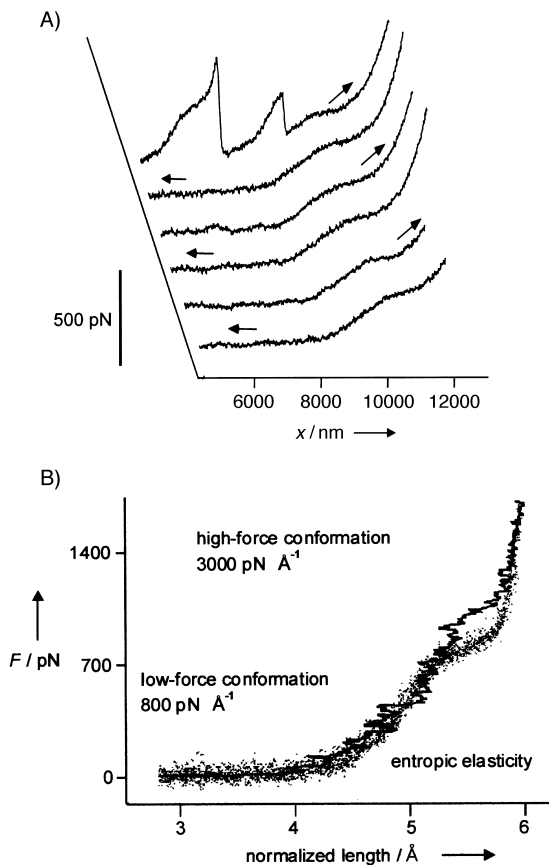 A)
500 pN
6000 8000 10000 12000
x / nm
B)
high-force conformation
3000 pN Å⁻¹
1400
F / pN
700
low-force conformation
800 pN Å⁻¹
entropic elasticity
0
3 4 5 6
normalized length / Å